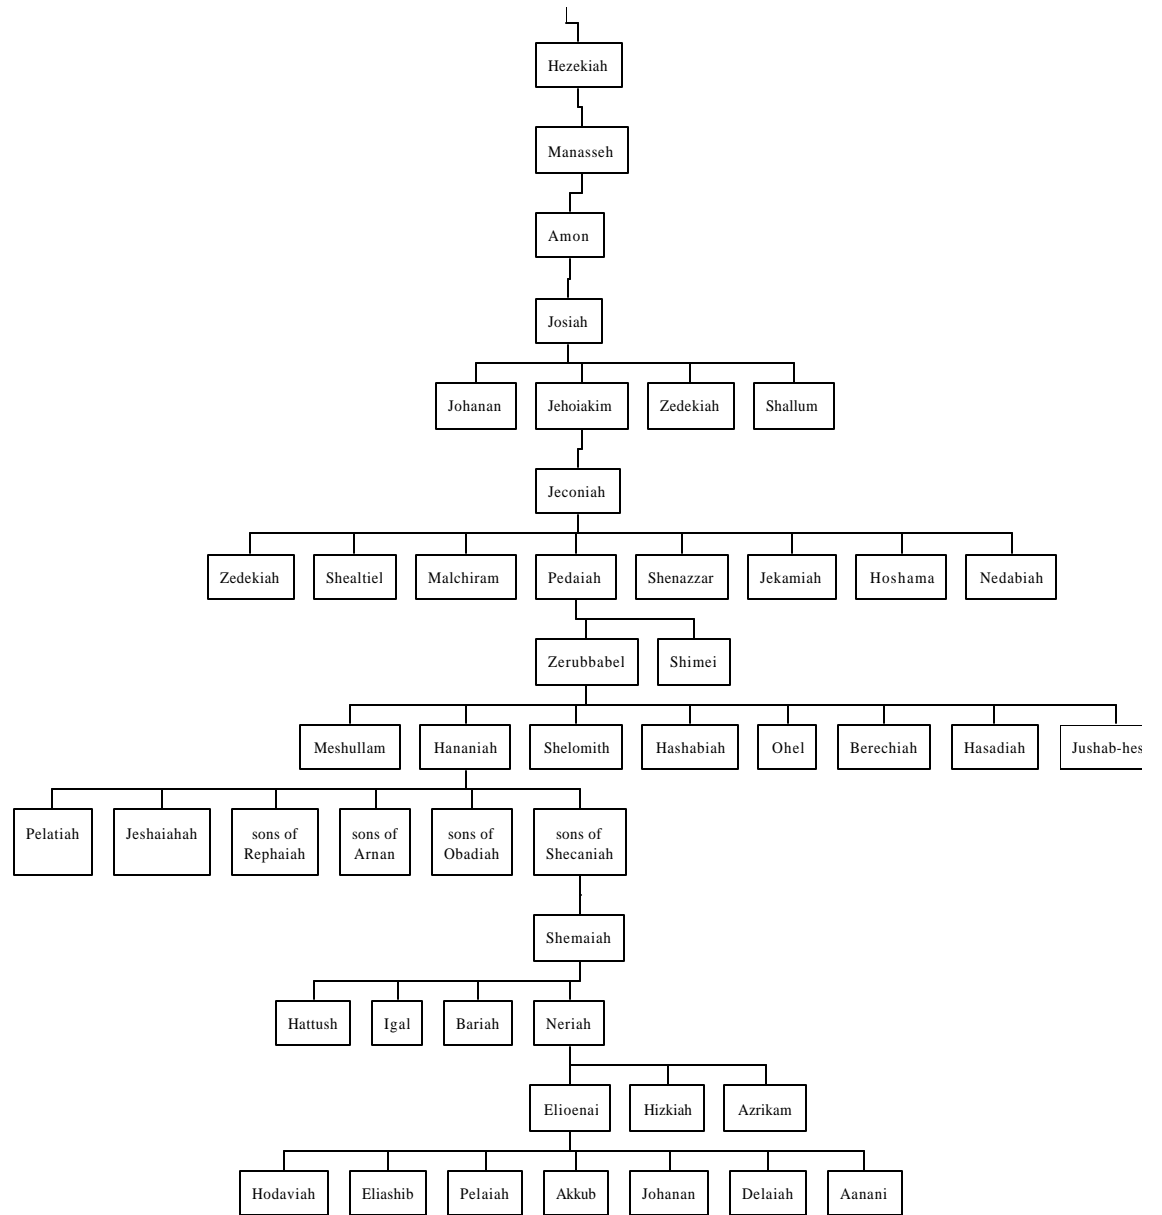 Hezekiah
Manasseh
Amon
Josiah
Johanan Jehoiakim Zedekiah Shallum
Jeconiah
Zedekiah Shealtiel Malchiram Pedaiah Shenazzar Jekamiah Hoshama Nedabiah
Zerubbabel Shimei
Meshullam Hananiah Shelomith Hashabiah Ohel Berechiah Hasadiah Jushab-hes
Pelatiah Jeshaiahah sons of sons of sons of sons of
Rephaiah Arnan Obadiah Shecaniah
Shemaiah
Hattush Igal Bariah Neriah
Elioenai Hizkiah Azrikam
Hodaviah Eliashib Pelaiah Akkub Johanan Delaiah Aanani